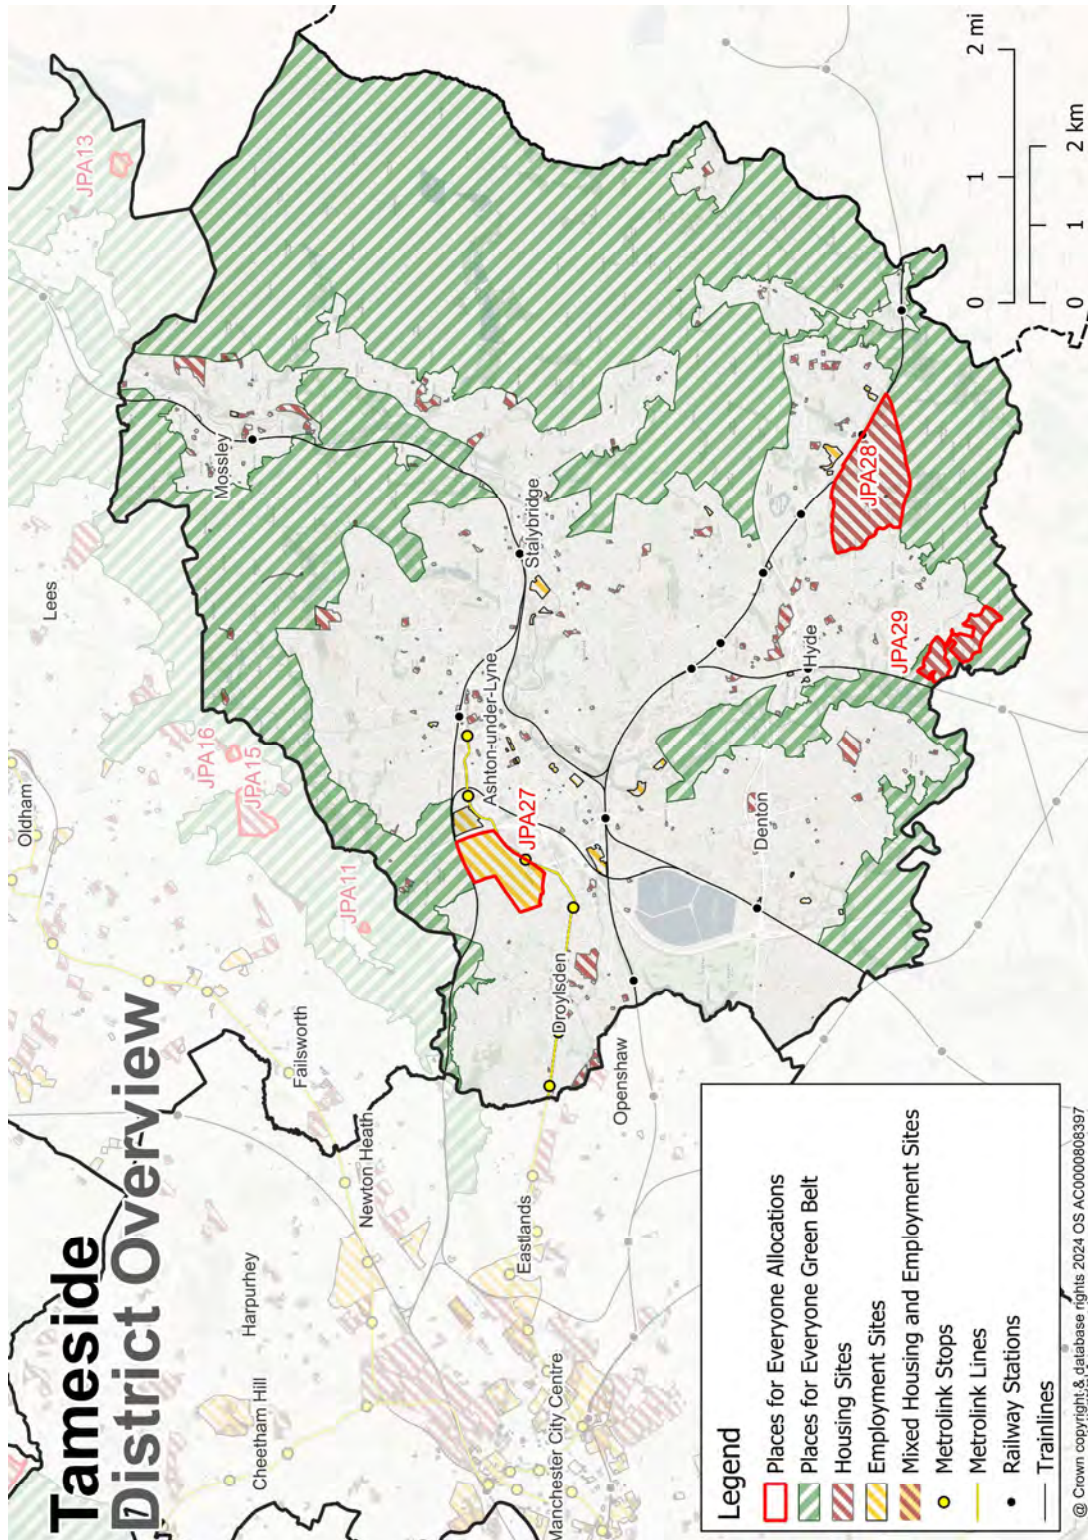 Tameside
District Overview
JPA13
Mossley
Lees
Stalybridge
Oldham
JPA16
JPA15
JPA11
Ashton-under-Lyne
JPA27
JPA28
JPA29
Hyde
Denton
Droylsden
Openshaw
Failsworth
Newton Heath
Eastlands
Harpurhey
Cheetham Hill
Manchester City Centre
0 1 2 mi
0 1 2 km
Legend
Places for Everyone Allocations
Places for Everyone Green Belt
Housing Sites
Employment Sites
Mixed Housing and Employment Sites
Metrolink Stops
Metrolink Lines
Railway Stations
Trainlines
@ Crown copyright & database rights 2024 OS AC0000808397